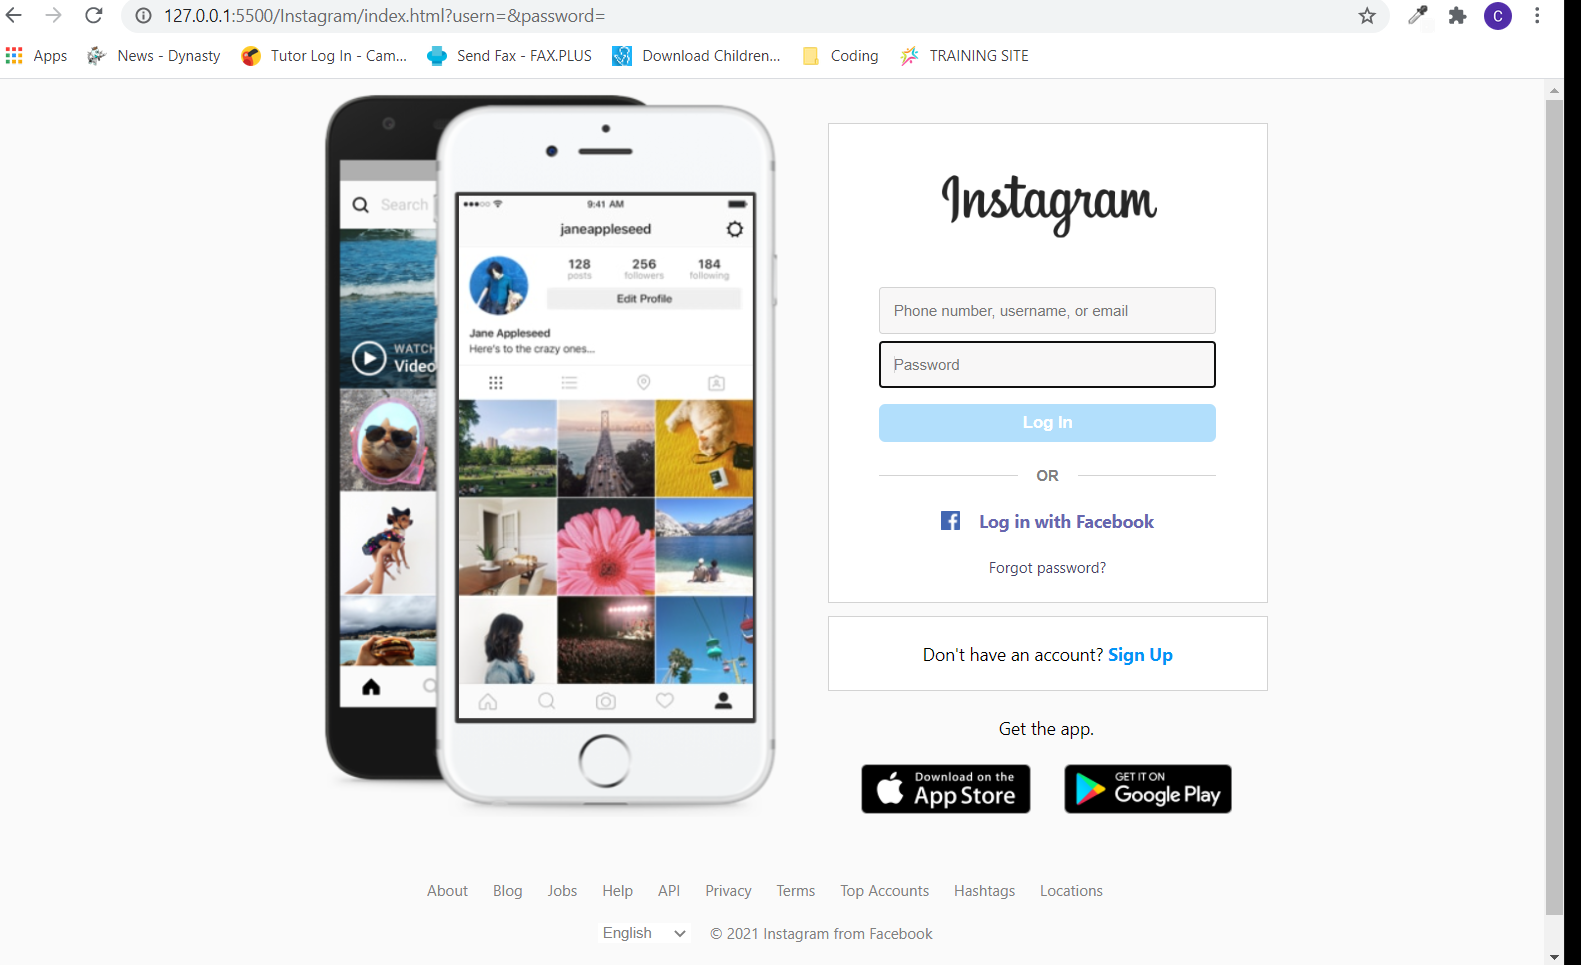 127.0.0.1:5500/Instagram/index.html?usern=&password=
C
Apps News - Dynasty Tutor Log In - Cam... Send Fax - FAX.PLUS Download Children... Coding TRAINING SITE
Search
WATCH
Video
9:41 AM
janeappleseed
128 256 184
posts followers following
Edit Profile
Jane Appleseed
Here's to the crazy ones...
Instagram
Phone number, username, or email
Password
Log In
OR
Log in with Facebook
Forgot password?
Don't have an account? Sign Up
Get the app.
Download on the
App Store
GET IT ON
Google Play
About Blog Jobs Help API Privacy Terms Top Accounts Hashtags Locations
English © 2021 Instagram from Facebook